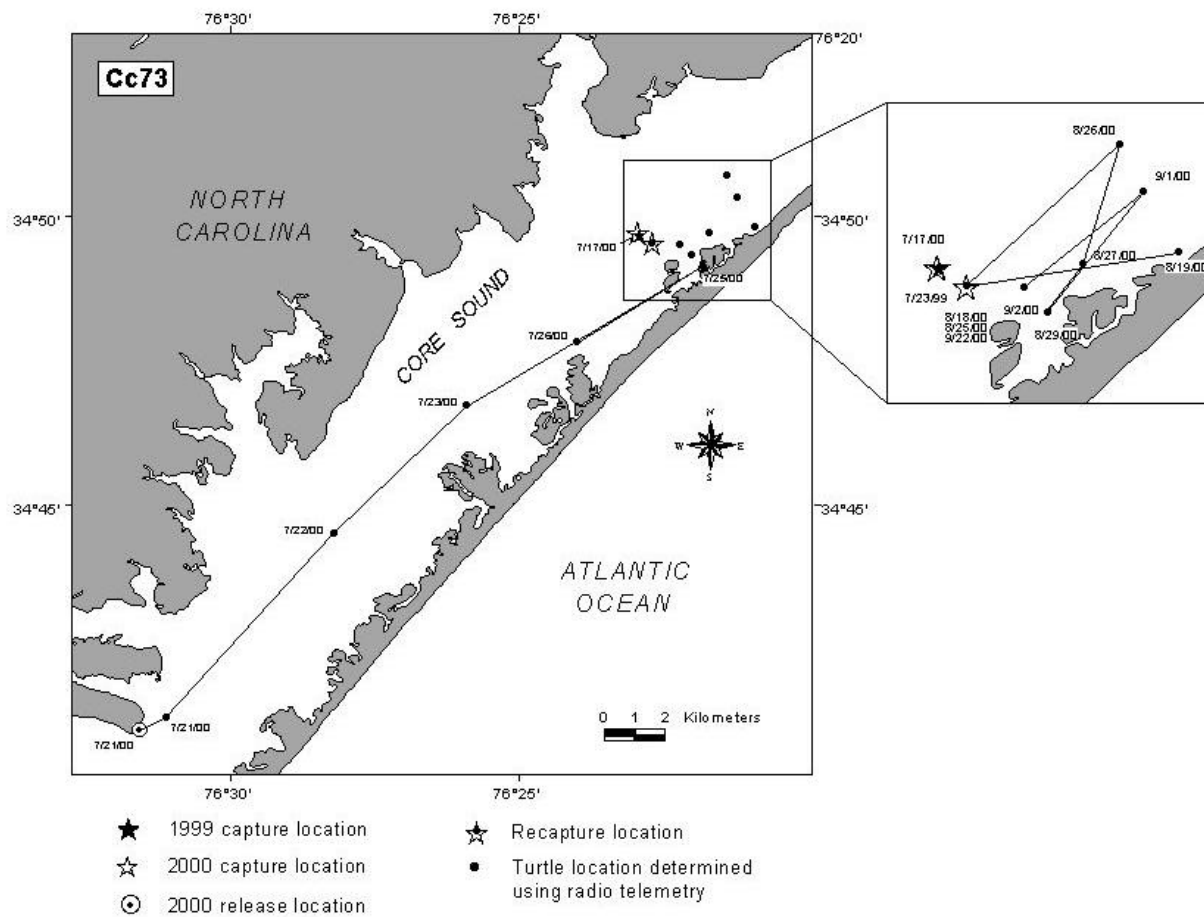 76°30'
76°25'
76°20'
Cc73
NORTH
CAROLINA
34°50'
34°50'
7/17/00
7/25/00
CORE SOUND
7/26/00
7/23/00
N
W E
S
34°45'
34°45'
7/22/00
ATLANTIC
OCEAN
0 1 2 Kilometers
7/21/00
7/21/00
76°30'
76°25'
8/26/00
9/1/00
7/17/00
8/27/00
8/19/00
7/23/99
9/2/00
8/18/00
8/25/00
9/22/00
8/29/00
1999 capture location
2000 capture location
2000 release location
Recapture location
Turtle location determined
using radio telemetry